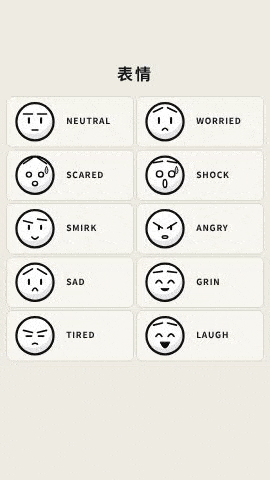 表情
NEUTRAL
WORRIED
SCARED
SHOCK
SMIRK
ANGRY
SAD
GRIN
TIRED
LAUGH